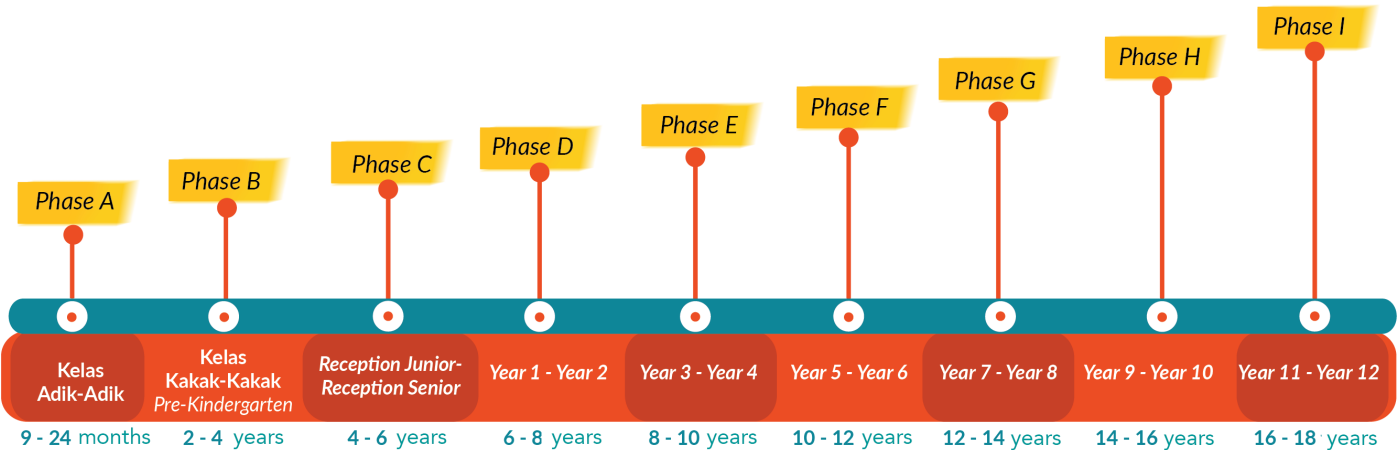 Phase A
Phase B
Phase C
Phase D
Phase E
Phase F
Phase G
Phase H
Phase I
Kelas
Adik-Adik
Kelas
Kakak-Kakak
Pre-Kindergarten
Reception Junior-
Reception Senior
Year 1 - Year 2
Year 3 - Year 4
Year 5 - Year 6
Year 7 - Year 8
Year 9 - Year 10
Year 11 - Year 12
9 - 24 months
2 - 4 years
4 - 6 years
6 - 8 years
8 - 10 years
10 - 12 years
12 - 14 years
14 - 16 years
16 - 18 years